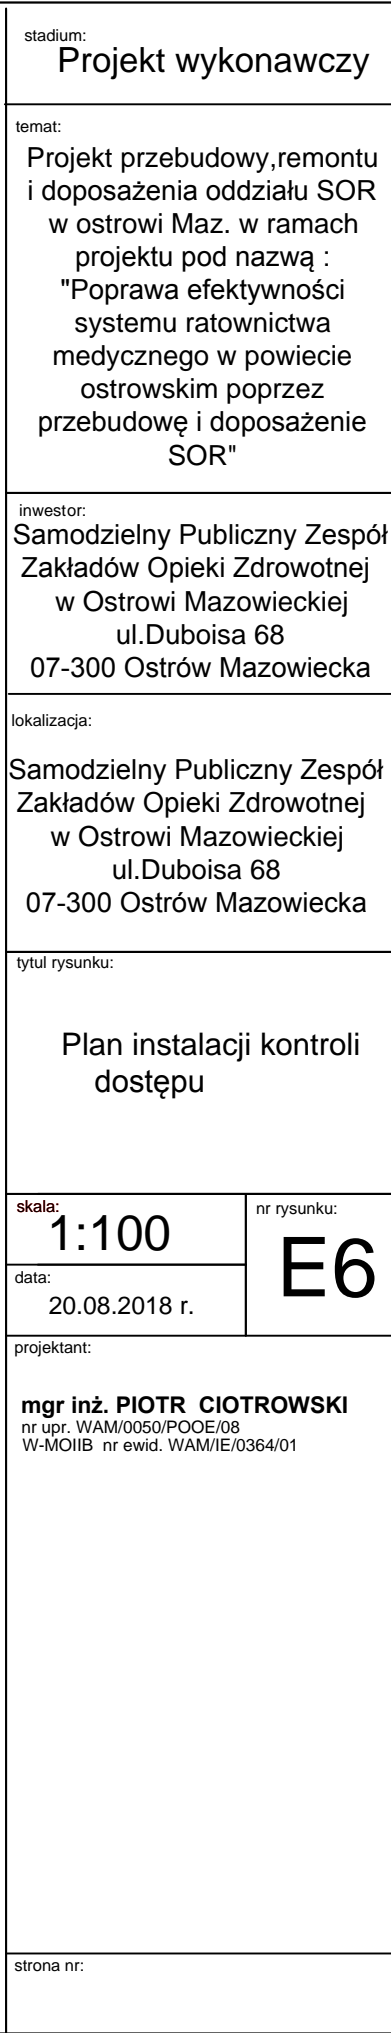 stadium:
Projekt wykonawczy
temat:
Projekt przebudowy,remontu
i doposażenia oddziału SOR
w ostrowi Maz. w ramach
projektu pod nazwą :
"Poprawa efektywności
systemu ratownictwa
medycznego w powiecie
ostrowskim poprzez
przebudowę i doposażenie
SOR"
inwestor:
Samodzielny Publiczny Zespół
Zakładów Opieki Zdrowotnej
w Ostrowi Mazowieckiej
ul.Duboisa 68
07-300 Ostrów Mazowiecka
lokalizacja:
Samodzielny Publiczny Zespół
Zakładów Opieki Zdrowotnej
w Ostrowi Mazowieckiej
ul.Duboisa 68
07-300 Ostrów Mazowiecka
tytul rysunku:
Plan instalacji kontroli
dostępu
skala:
1:100
nr rysunku:
E6
data:
20.08.2018 r.
projektant:
mgr inż. PIOTR CIOTROWSKI
nr upr. WAM/0050/POOE/08
W-MOIIB nr ewid. WAM/IE/0364/01
strona nr: